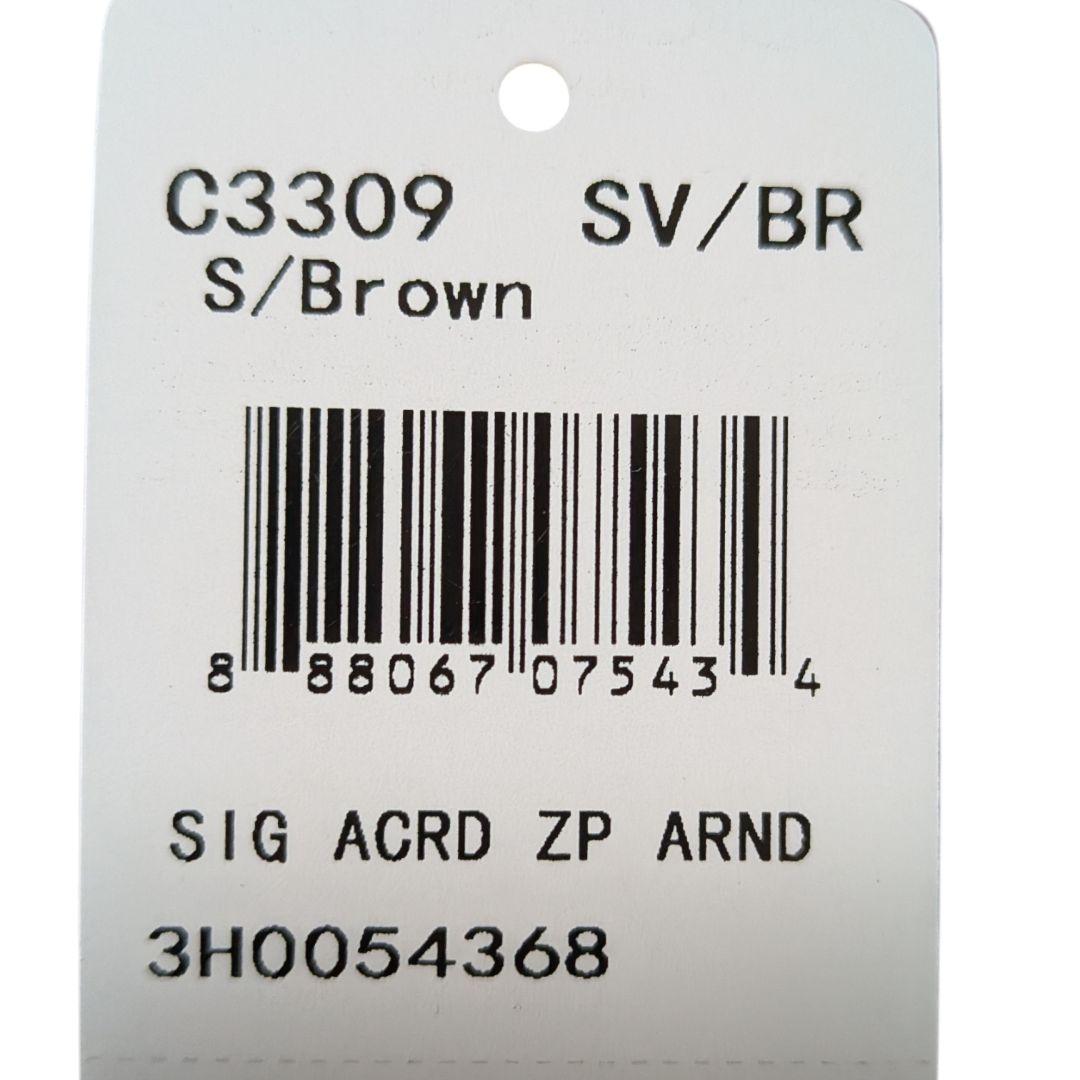 C3309 SV/BR
S/Brown
8 88067 07543 4
SIG ACRD ZP ARND
3H0054368